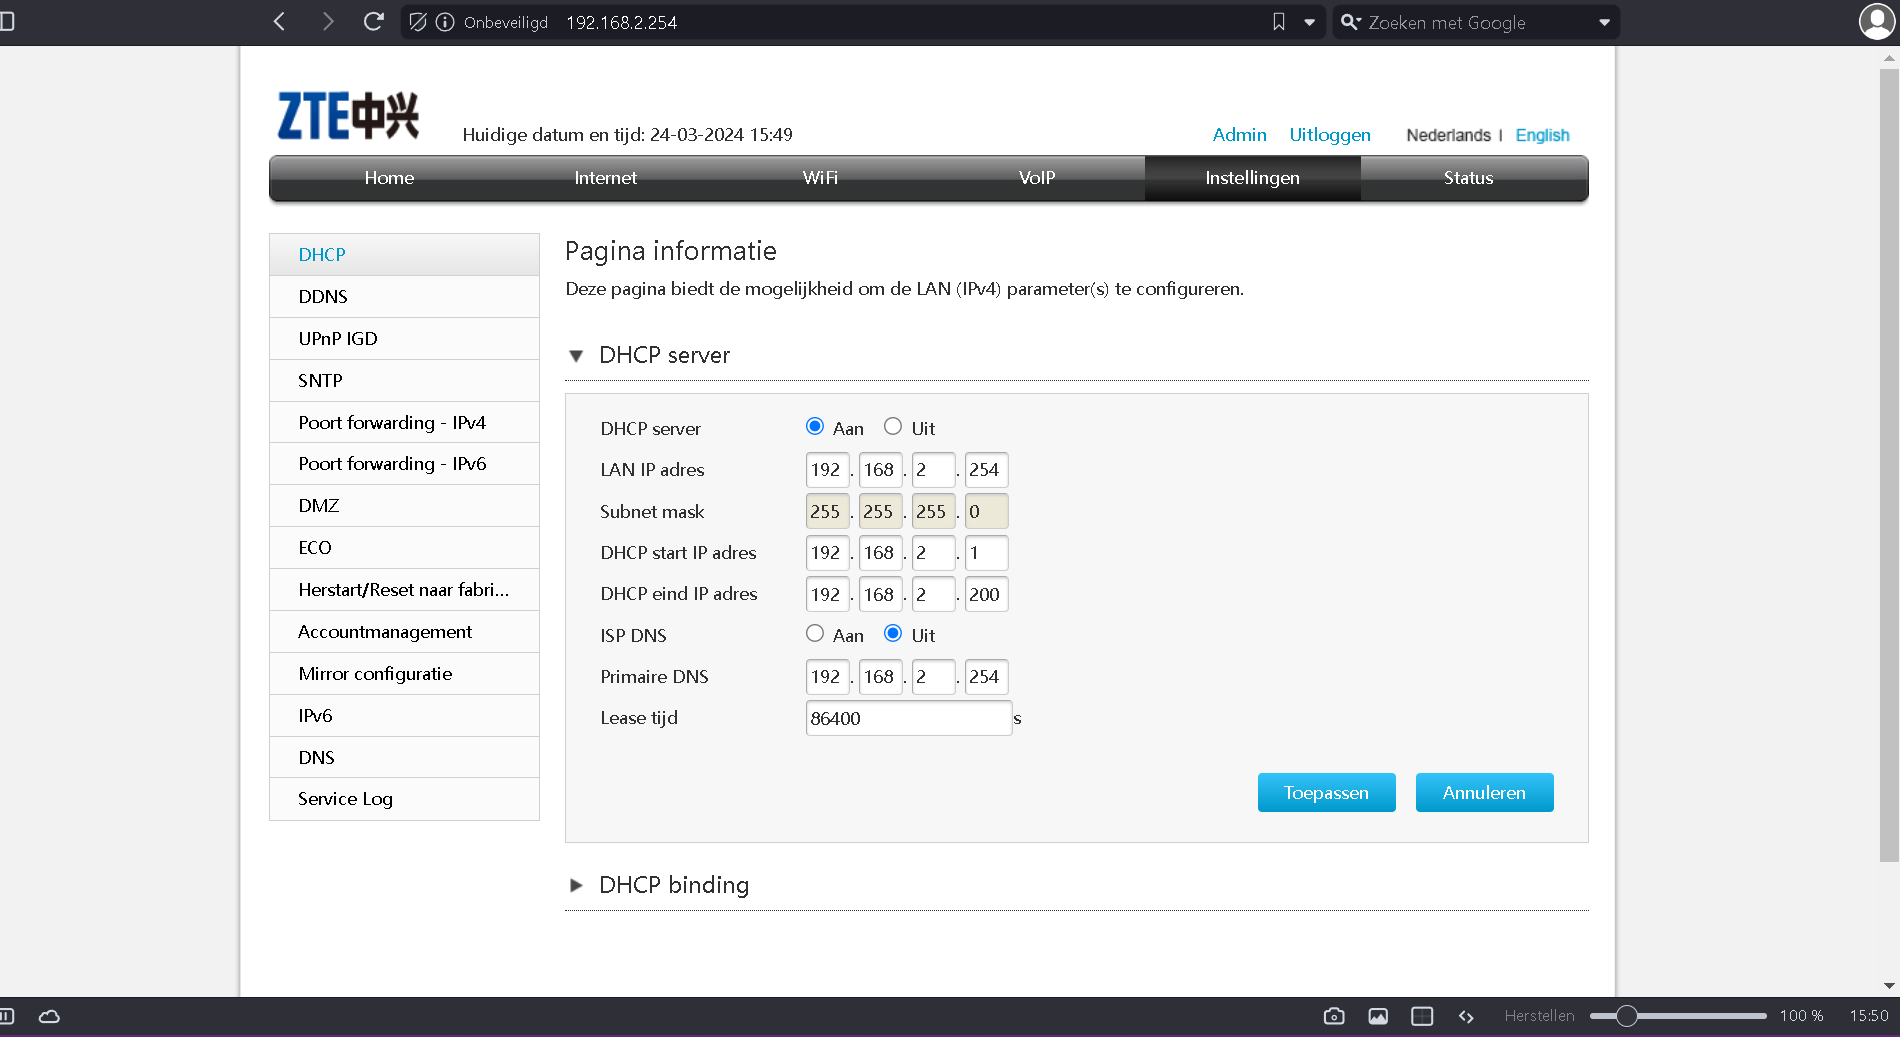 Onbeveiligd 192.168.2.254
Zoeken met Google
ZTE中兴
Huidige datum en tijd: 24-03-2024 15:49
Admin Uitloggen Nederlands | English
Home Internet WiFi VoIP Instellingen Status
DHCP
DDNS
UPnP IGD
SNTP
Poort forwarding - IPv4
Poort forwarding - IPv6
DMZ
ECO
Herstart/Reset naar fabri...
Accountmanagement
Mirror configuratie
IPv6
DNS
Service Log
Pagina informatie
Deze pagina biedt de mogelijkheid om de LAN (IPv4) parameter(s) te configureren.
DHCP server
DHCP server Aan Uit
LAN IP adres 192 . 168 . 2 . 254
Subnet mask 255 . 255 . 255 . 0
DHCP start IP adres 192 . 168 . 2 . 1
DHCP eind IP adres 192 . 168 . 2 . 200
ISP DNS Aan Uit
Primaire DNS 192 . 168 . 2 . 254
Lease tijd 86400 s
Toepassen Annuleren
DHCP binding
Herstellen 100 % 15:50